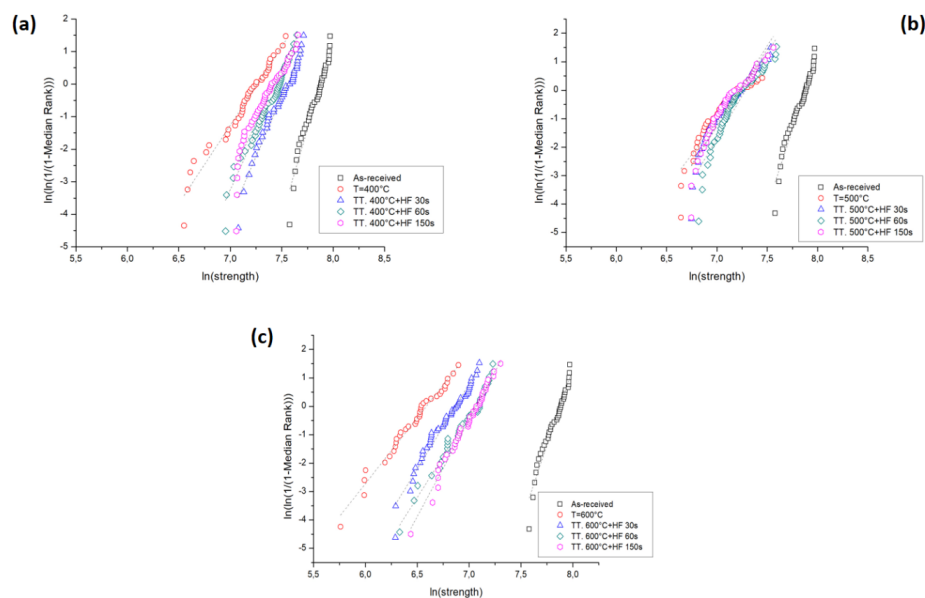 (a)
ln(ln(1/(1-Median Rank)))
2
1
0
-1
-2
-3
-4
-5
As-received
T=400°C
TT. 400°C+HF 30s
TT. 400°C+HF 60s
TT. 400°C+HF 150s
5,5 6,0 6,5 7,0 7,5 8,0 8,5
ln(strength)
(b)
ln(ln(1/(1-Median Rank)))
2
1
0
-1
-2
-3
-4
-5
As-received
T=500°C
TT. 500°C+HF 30s
TT. 500°C+HF 60s
TT. 500°C+HF 150s
5,5 6,0 6,5 7,0 7,5 8,0 8,5
ln(strength)
(c)
ln(ln(1/(1-Median Rank)))
2
1
0
-1
-2
-3
-4
-5
As-received
T=600°C
TT. 600°C+HF 30s
TT. 600°C+HF 60s
TT. 600°C+HF 150s
5,5 6,0 6,5 7,0 7,5 8,0 8,5
ln(strength)